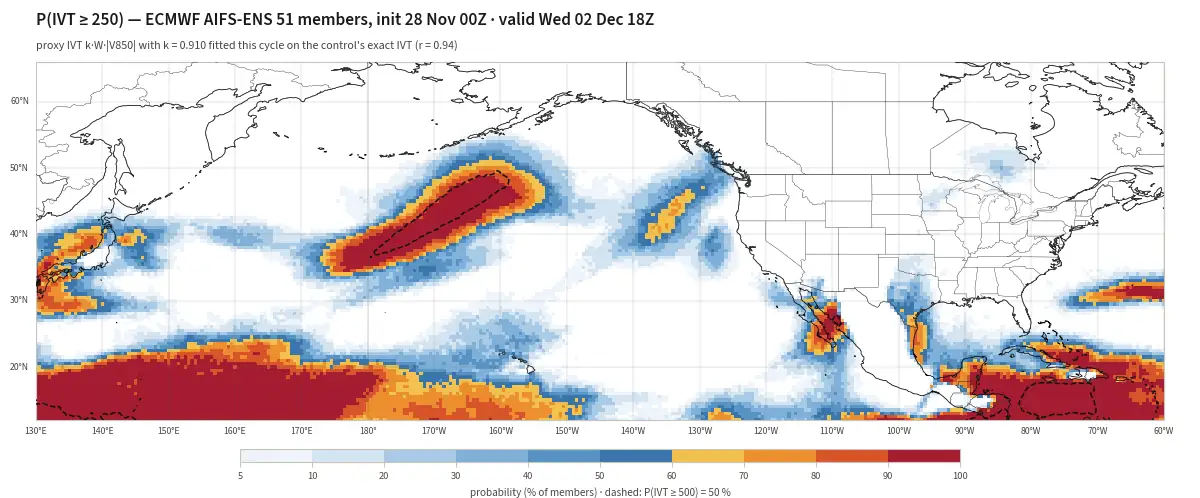 P(IVT ≥ 250) — ECMWF AIFS-ENS 51 members, init 28 Nov 00Z · valid Wed 02 Dec 18Z
proxy IVT k·W·|V850| with k = 0.910 fitted this cycle on the control's exact IVT (r = 0.94)
60°N
50°N
40°N
30°N
20°N
130°E 140°E 150°E 160°E 170°E 180° 170°W 160°W 150°W 140°W 130°W 120°W 110°W 100°W 90°W 80°W 70°W 60°W
5 10 20 30 40 50 60 70 80 90 100
probability (% of members) · dashed: P(IVT ≥ 500) = 50 %